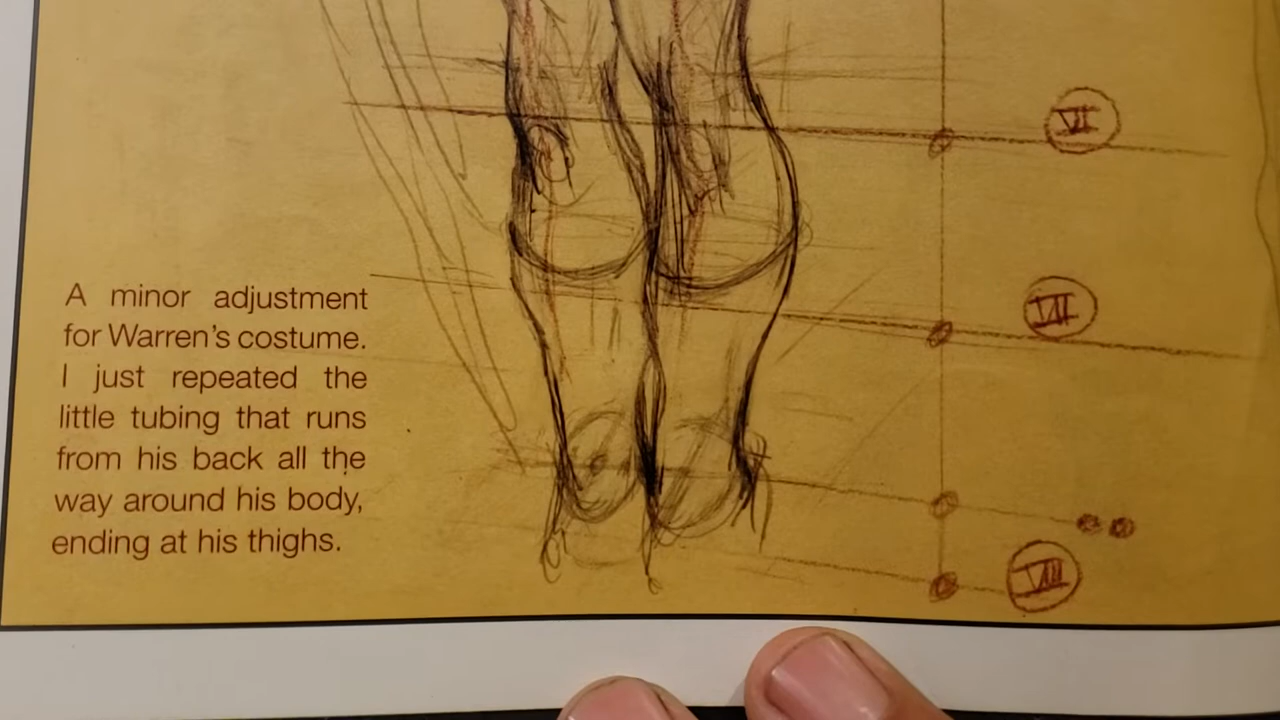 A minor adjustment
for Warren's costume.
I just repeated the
little tubing that runs
from his back all the
way around his body,
ending at his thighs.
VI
VII
VIII